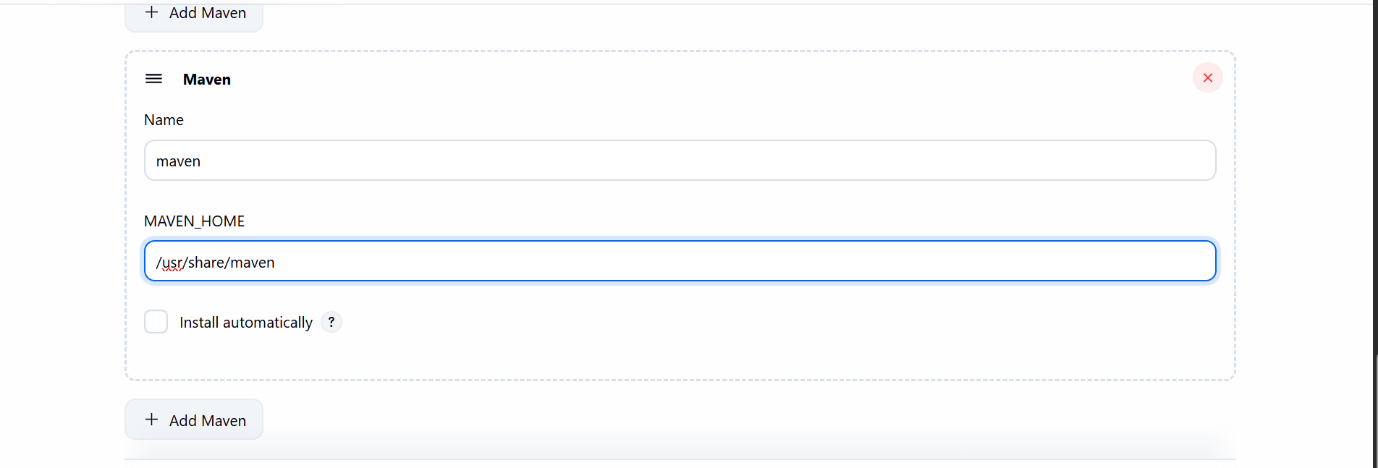 + Add Maven
Maven
Name
maven
MAVEN_HOME
/usr/share/maven
Install automatically ?
+ Add Maven